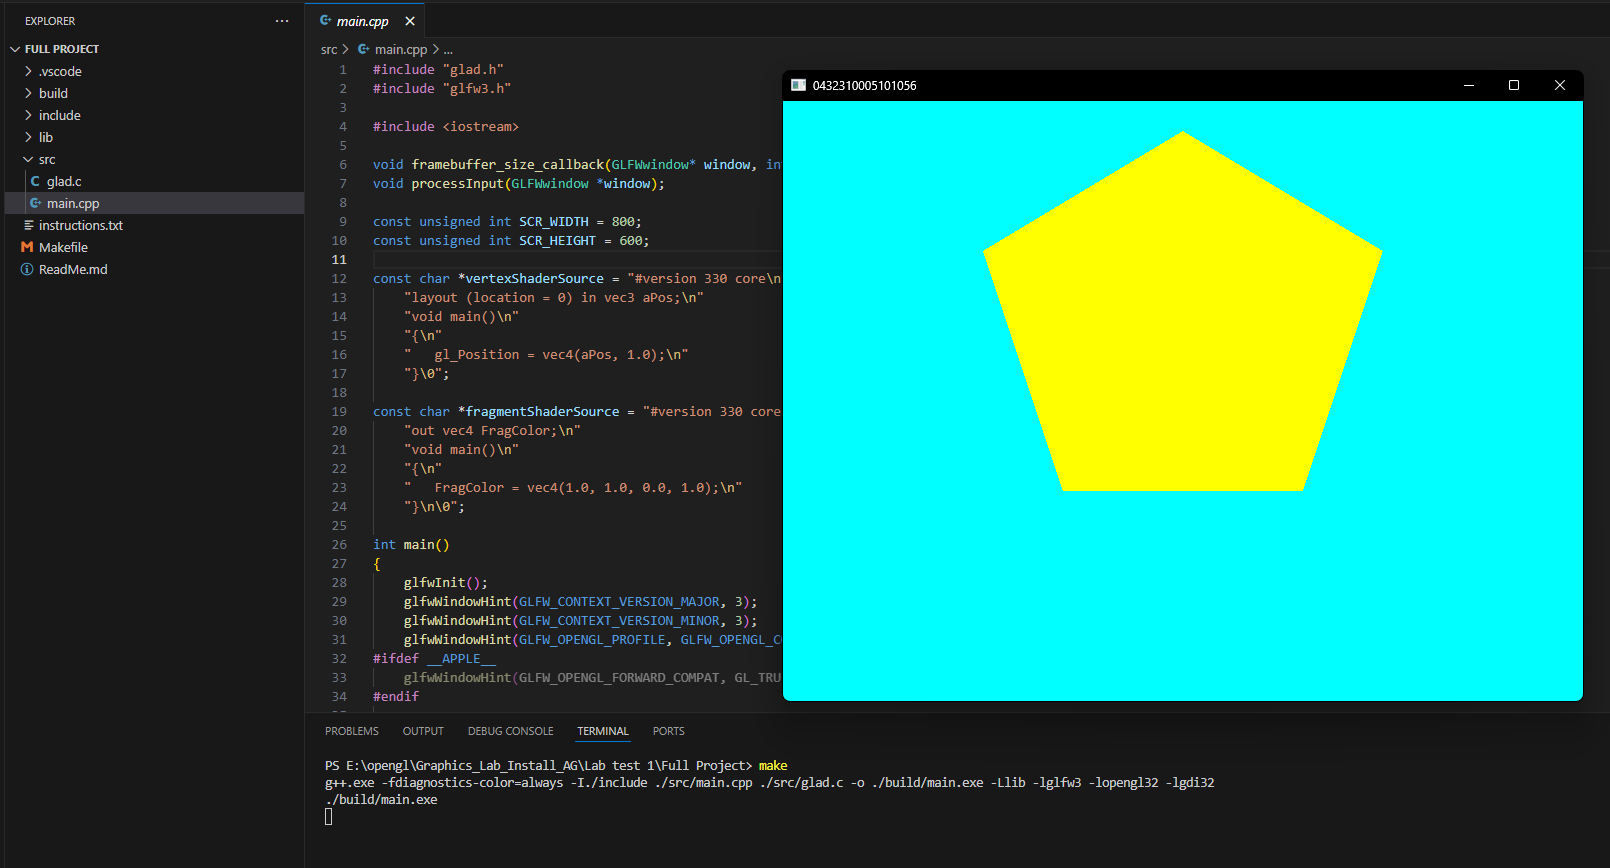 EXPLORER
FULL PROJECT
.vscode
build
include
lib
src
glad.c
main.cpp
instructions.txt
Makefile
ReadMe.md
main.cpp
src > main.cpp > ...
1 #include "glad.h"
2 #include "glfw3.h"
3
4 #include <iostream>
5
6 void framebuffer_size_callback(GLFWwindow* window, in
7 void processInput(GLFWwindow *window);
8
9 const unsigned int SCR_WIDTH = 800;
10 const unsigned int SCR_HEIGHT = 600;
11
12 const char *vertexShaderSource = "#version 330 core\n
13 "layout (location = 0) in vec3 aPos;\n"
14 "void main()\n"
15 "{\n"
16 "   gl_Position = vec4(aPos, 1.0);\n"
17 "}\0";
18
19 const char *fragmentShaderSource = "#version 330 core
20 "out vec4 FragColor;\n"
21 "void main()\n"
22 "{\n"
23 "   FragColor = vec4(1.0, 1.0, 0.0, 1.0);\n"
24 "}\n\0";
25
26 int main()
27 {
28 glfwInit();
29 glfwWindowHint(GLFW_CONTEXT_VERSION_MAJOR, 3);
30 glfwWindowHint(GLFW_CONTEXT_VERSION_MINOR, 3);
31 glfwWindowHint(GLFW_OPENGL_PROFILE, GLFW_OPENGL_C
32 #ifdef __APPLE__
33 glfwWindowHint(GLFW_OPENGL_FORWARD_COMPAT, GL_TRU
34 #endif
0432310005101056
PROBLEMS OUTPUT DEBUG CONSOLE TERMINAL PORTS
PS E:\opengl\Graphics_Lab_Install_AG\Lab test 1\Full Project> make
g++.exe -fdiagnostics-color=always -I./include ./src/main.cpp ./src/glad.c -o ./build/main.exe -Llib -lglfw3 -lopengl32 -lgdi32
./build/main.exe